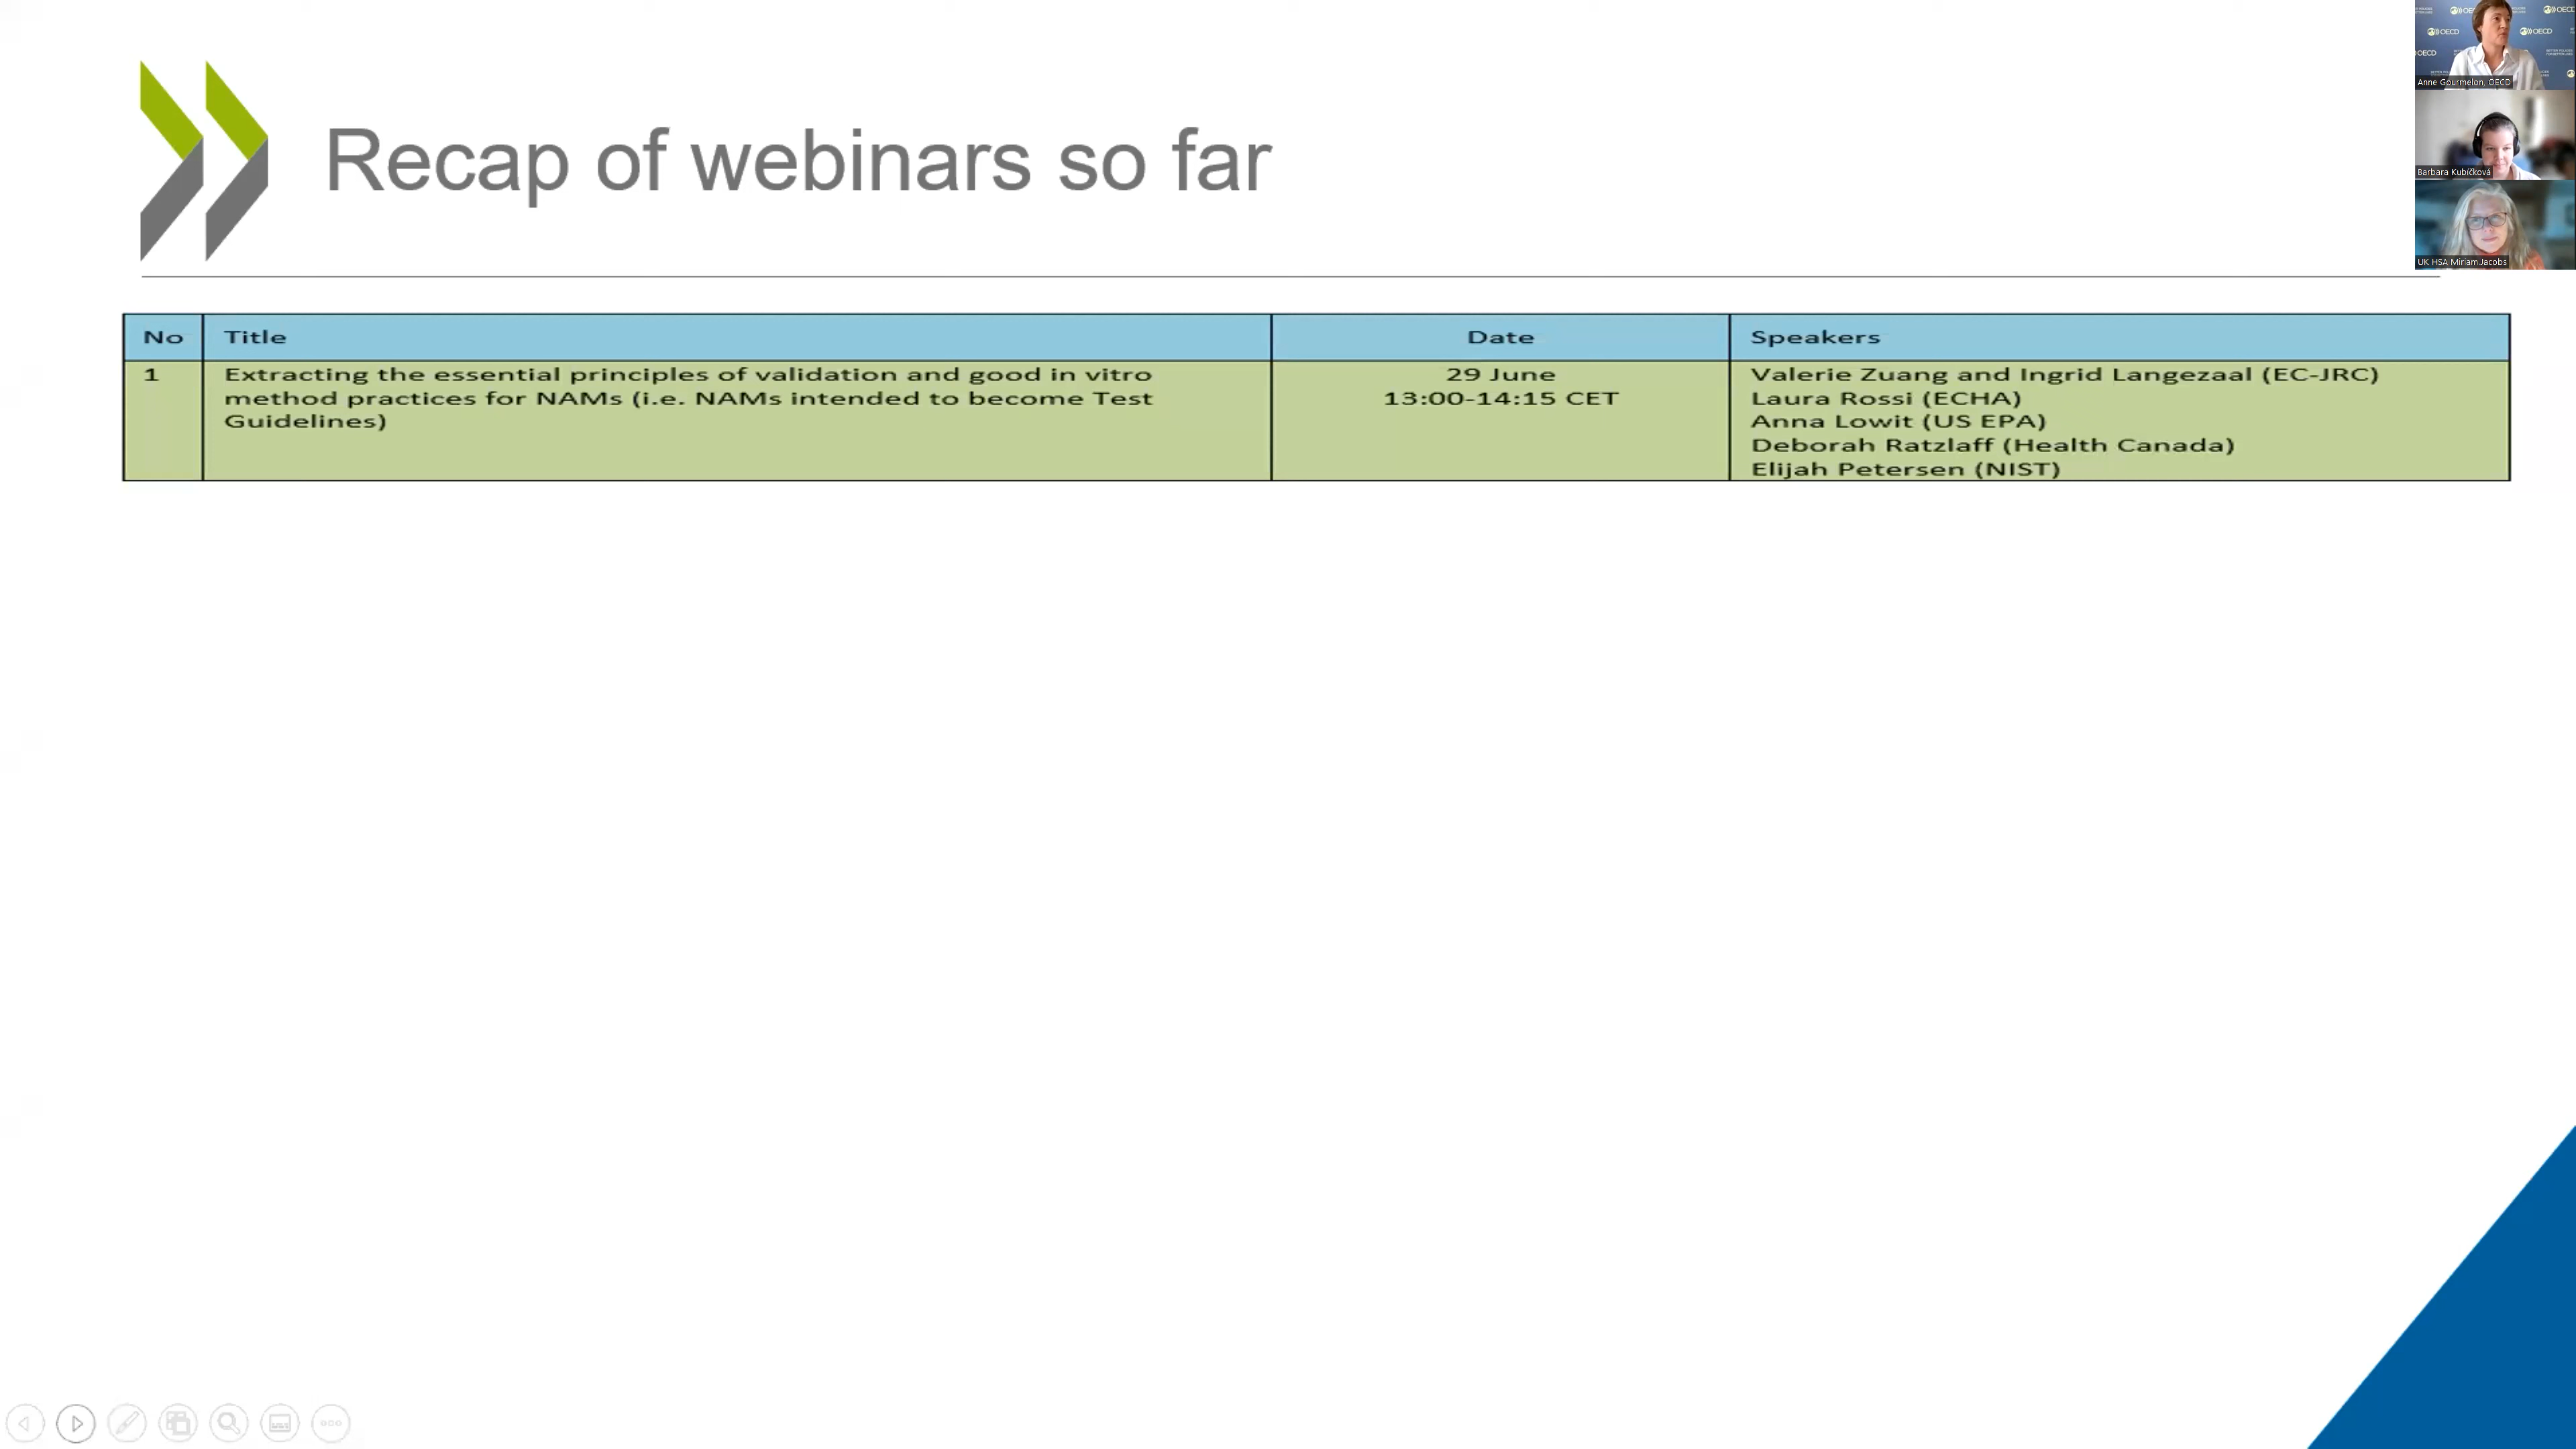 Recap of webinars so far
No Title Date Speakers
1
Extracting the essential principles of validation and good in vitro
method practices for NAMs (i.e. NAMs intended to become Test
Guidelines)
29 June
13:00-14:15 CET
Valerie Zuang and Ingrid Langezaal (EC-JRC)
Laura Rossi (ECHA)
Anna Lowit (US EPA)
Deborah Ratzlaff (Health Canada)
Elijah Petersen (NIST)
OECD
OECD
OECD
Anne Gourmelon, OECD
Barbara Kubíčková
UK HSA Miriam.Jacobs